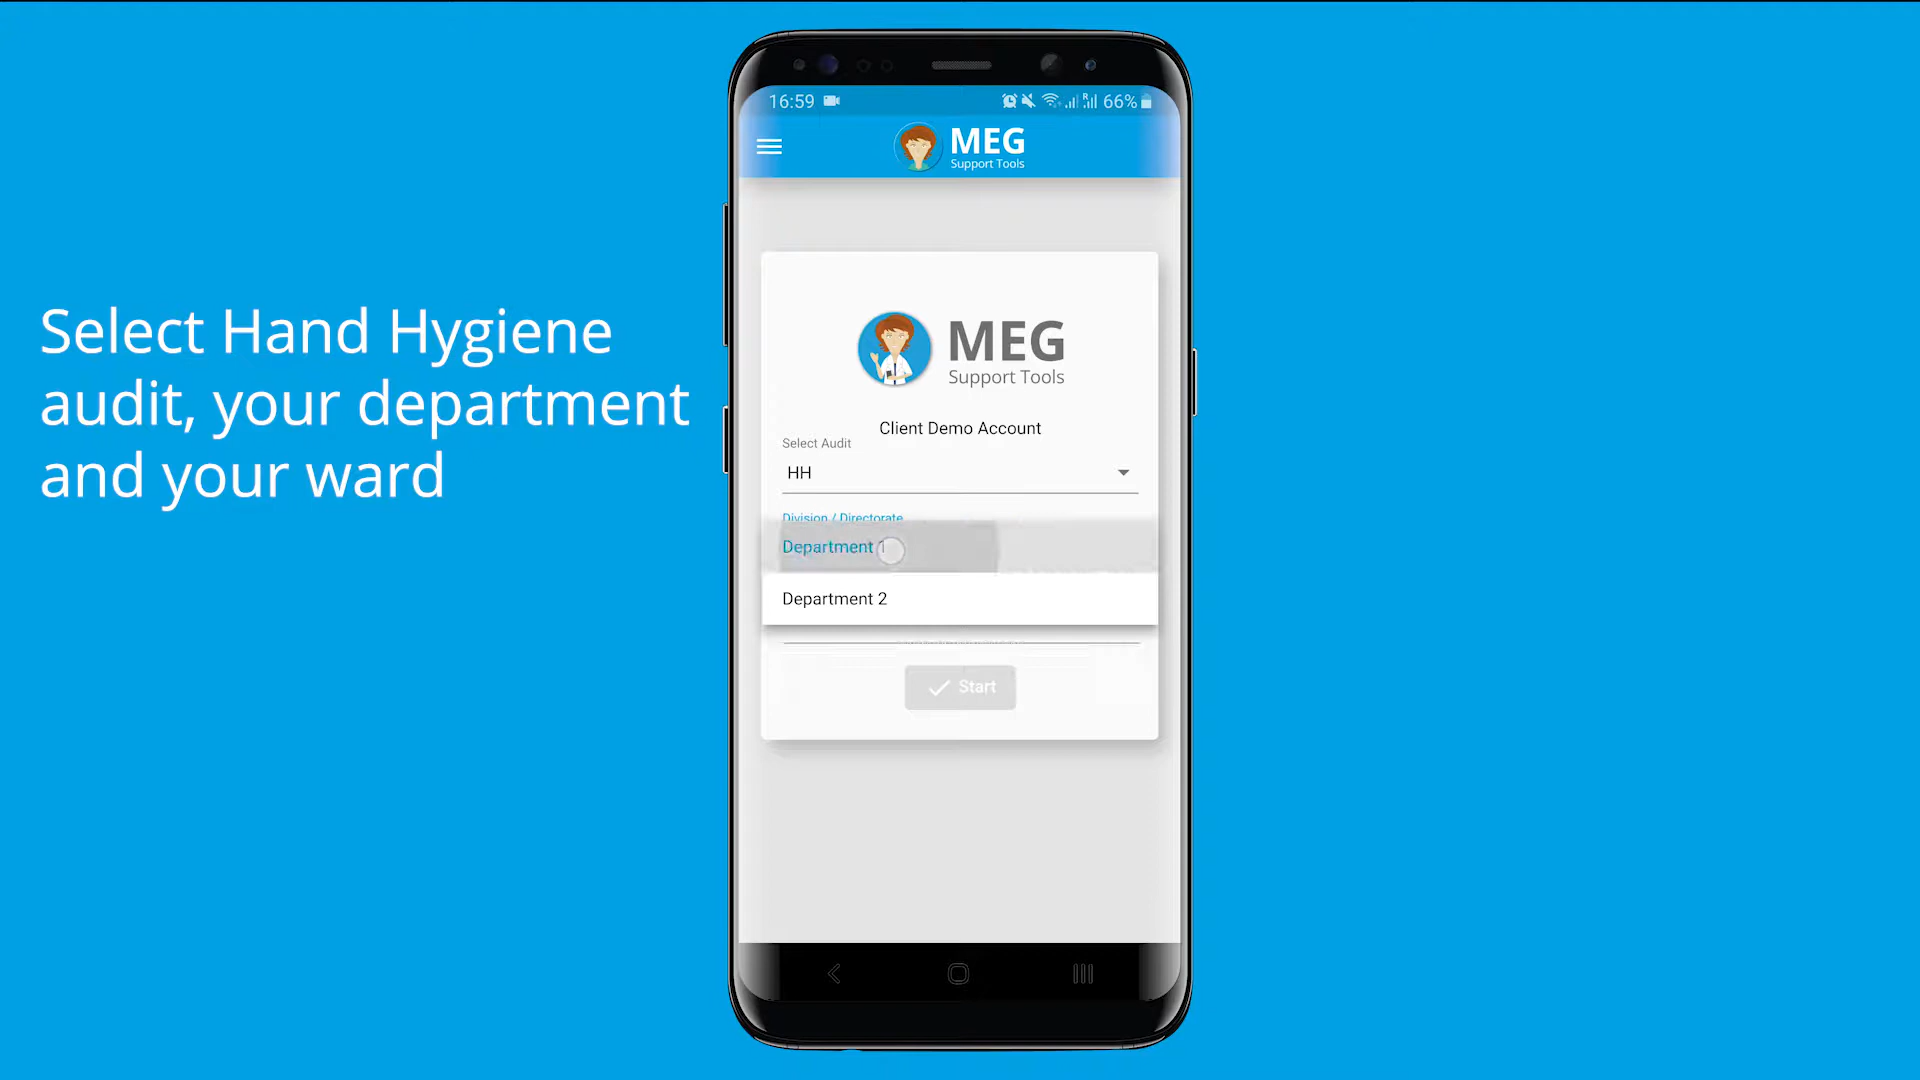 Select Hand Hygiene
audit, your department
and your ward
16:59
66%
MEG
Support Tools
MEG
Support Tools
Client Demo Account
Select Audit
HH
Division / Directorate
Department 1
Department 2
Start